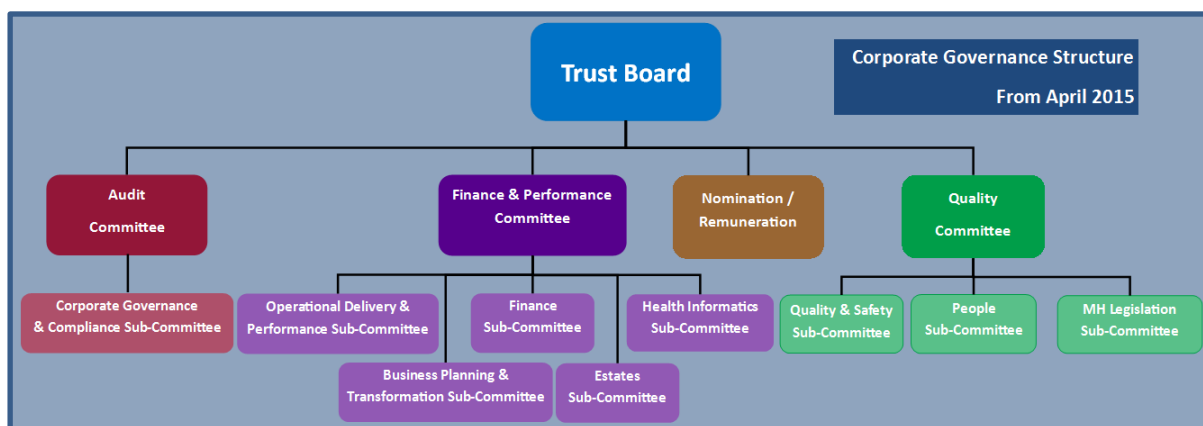 Trust Board
Corporate Governance Structure
From April 2015
Audit
Committee
Finance & Performance
Committee
Nomination /
Remuneration
Quality
Committee
Corporate Governance
& Compliance Sub-Committee
Operational Delivery &
Performance Sub-Committee
Finance
Sub-Committee
Health Informatics
Sub-Committee
Quality & Safety
Sub-Committee
People
Sub-Committee
MH Legislation
Sub-Committee
Business Planning &
Transformation Sub-Committee
Estates
Sub-Committee